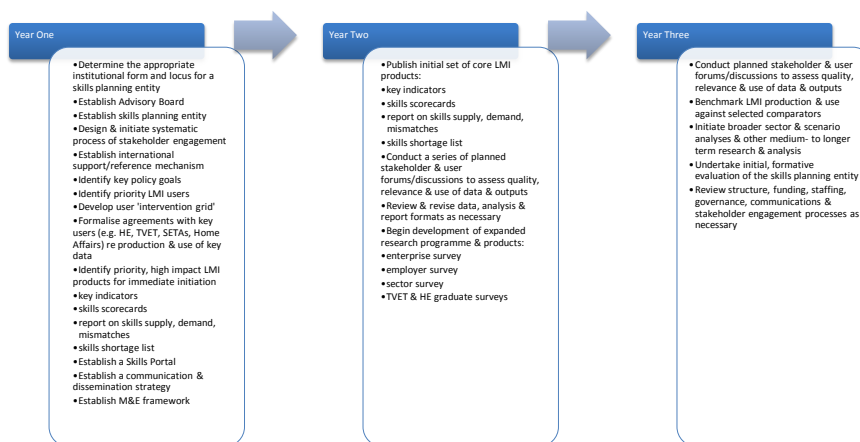 Year One
•Determine the appropriate
institutional form and locus for a
skills planning entity
•Establish Advisory Board
•Establish skills planning entity
•Design & initiate systematic
process of stakeholder engagement
•Establish international
support/reference mechanism
•Identify key policy goals
•Identify priority LMI users
•Develop user 'intervention grid'
•Formalise agreements with key
users (e.g. HE, TVET, SETAs, Home
Affairs) re production & use of key
data
•Identify priority, high impact LMI
products for immediate initiation
•key indicators
•skills scorecards
•report on skills supply, demand,
mismatches
•skills shortage list
•Establish a Skills Portal
•Establish a communication &
dissemination strategy
•Establish M&E framework
Year Two
•Publish initial set of core LMI
products:
•key indicators
•skills scorecards
•report on skills supply, demand,
mismatches
•skills shortage list
•Conduct a series of planned
stakeholder & user
forums/discussions to assess quality,
relevance & use of data & outputs
•Review & revise data, analysis &
report formats as necessary
•Begin development of expanded
research programme & products:
•enterprise survey
•employer survey
•sector survey
•TVET & HE graduate surveys
Year Three
•Conduct planned stakeholder & user
forums/discussions to assess quality,
relevance & use of data & outputs
•Benchmark LMI production & use
against selected comparators
•Initiate broader sector & scenario
analyses & other medium- to longer
term research & analysis
•Undertake initial, formative
evaluation of the skills planning entity
•Review structure, funding, staffing,
governance, communications &
stakeholder engagement processes as
necessary